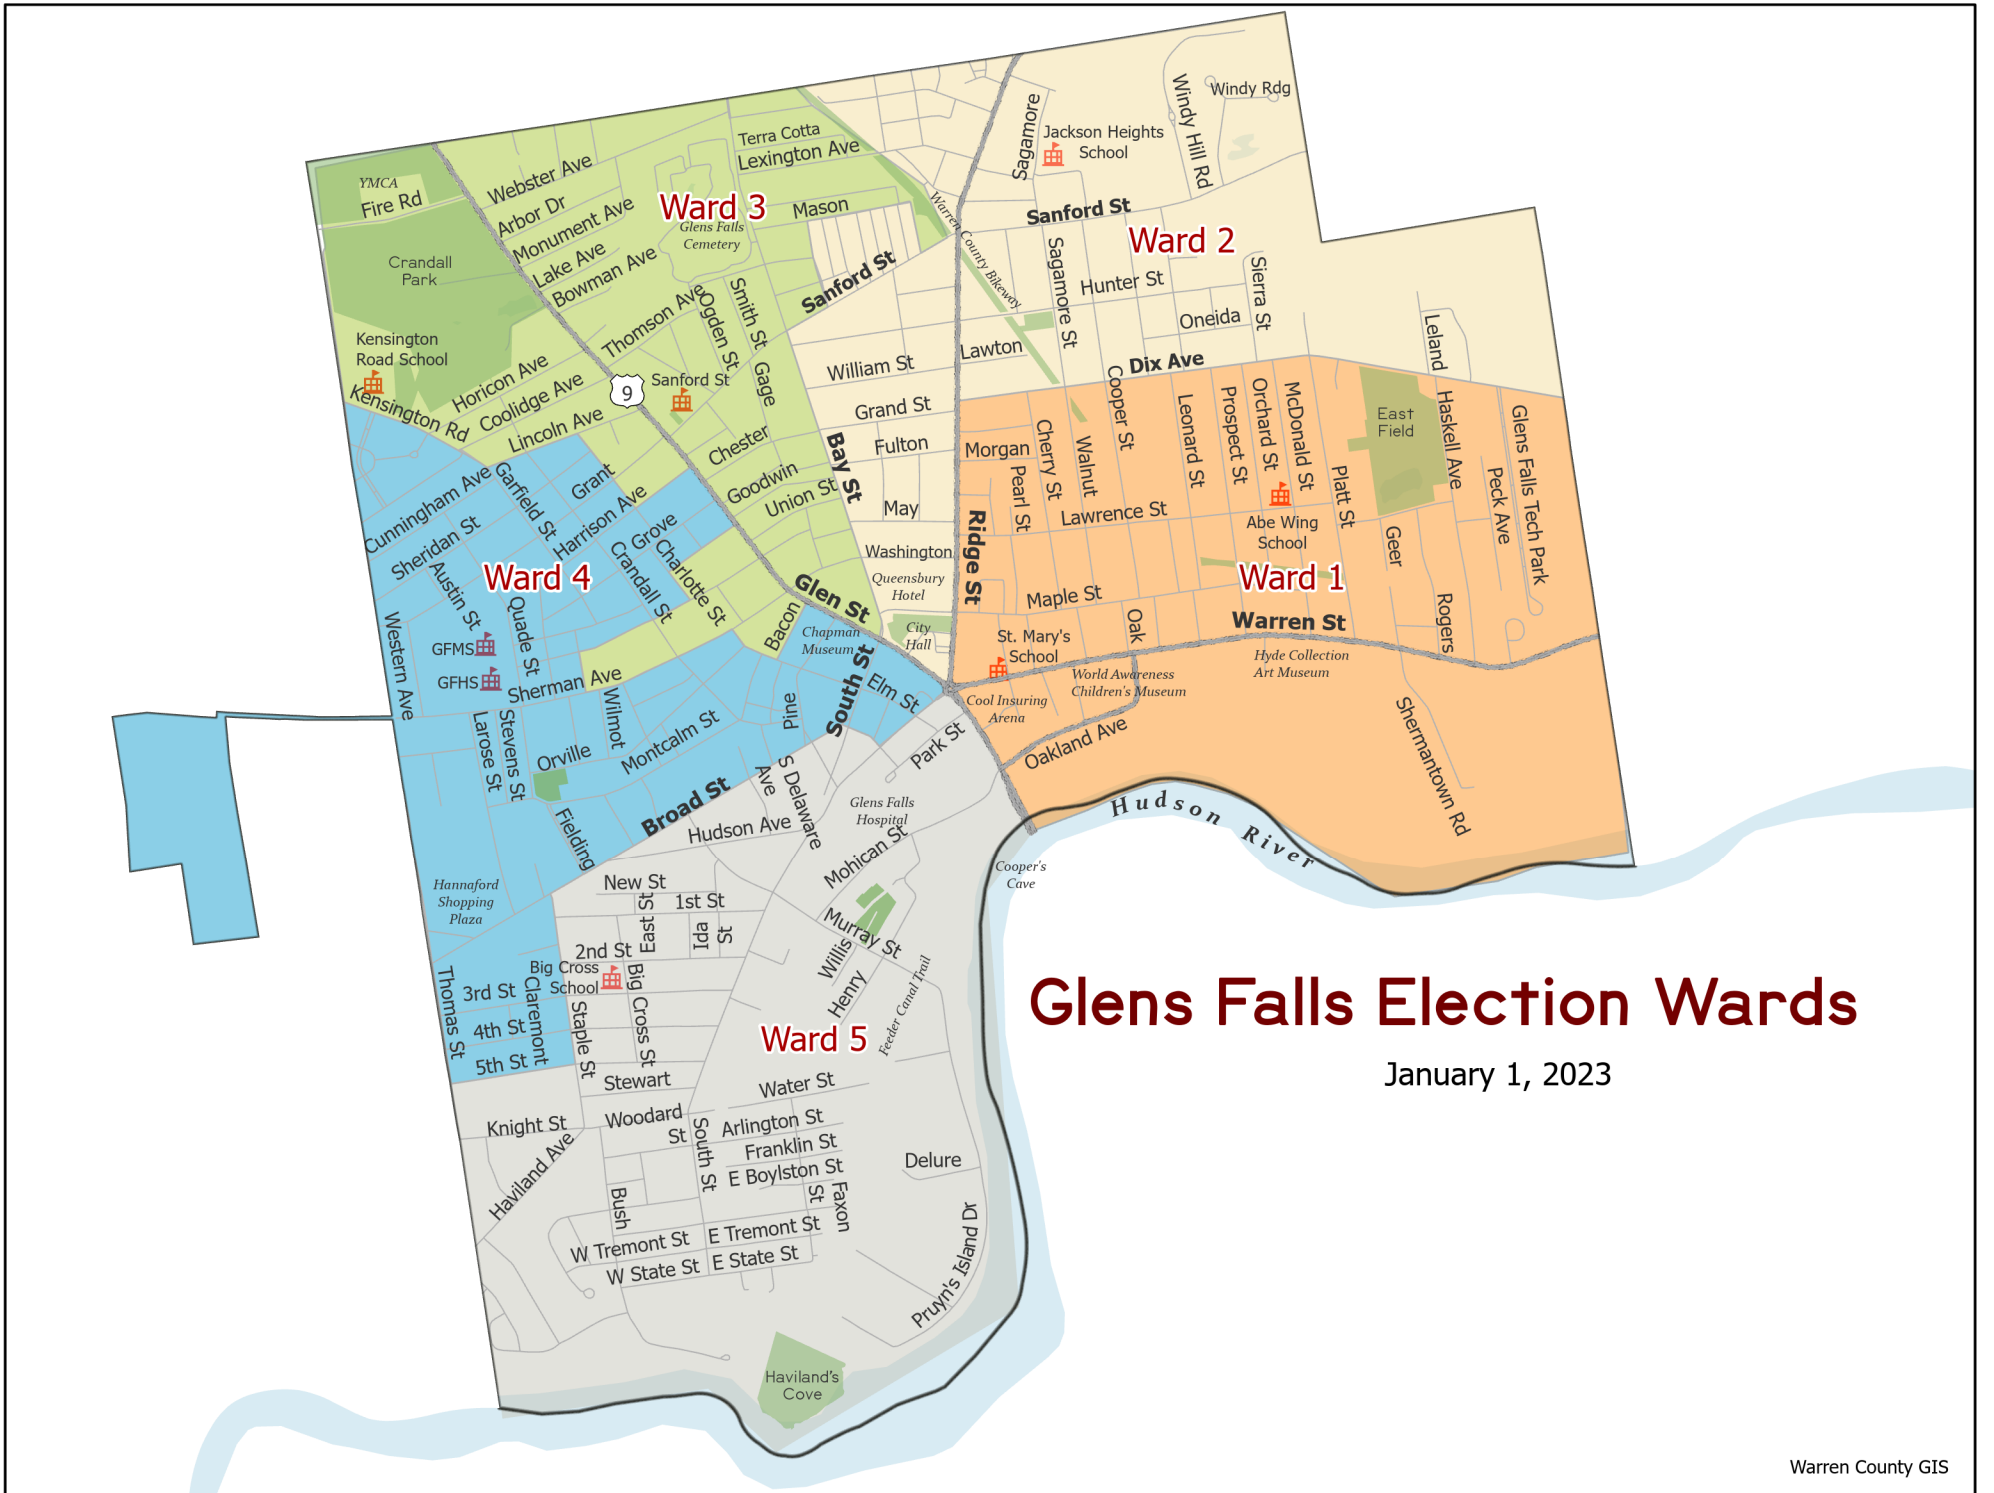 Terra Cotta
Lexington Ave
Webster Ave
YMCA
Fire Rd
Arbor Dr
Monument Ave
Ward 3
Glens Falls
Cemetery
Mason
Lake Ave
Bowman Ave
Crandall
Park
Sagamore
Jackson Heights
School
Windy Hill Rd
Windy Rdg
Warren County Bikeway
Sanford St
Ward 2
Sanford St
Sagamore St
Hunter St
Sierra St
Oneida
Thomson Ave
Ogden St
Smith St
Gage
Kensington
Road School
Kensington Rd
Horicon Ave
Coolidge Ave
Lincoln Ave
9
Sanford St
Lawton
William St
Dix Ave
Leland
Grand St
Fulton
Bay St
Chester
Goodwin
Union St
May
Washington
Queensbury
Hotel
Ridge St
Morgan
Pearl St
Cherry St
Walnut
Cooper St
Leonard St
Prospect St
Orchard St
McDonald St
Platt St
East
Field
Haskell Ave
Peck Ave
Glens Falls Tech Park
Lawrence St
Abe Wing
School
Geer
Ward 1
Maple St
Oak
Warren St
Rogers
St. Mary's
School
World Awareness
Children's Museum
Hyde Collection
Art Museum
Cool Insuring
Arena
Oakland Ave
Shermantown Rd
Cunningham Ave
Sheridan St
Garfield St
Grant
Harrison Ave
Grove
Crandall St
Charlotte St
Ward 4
Austin St
Quade St
Western Ave
GFMS
GFHS
Sherman Ave
Glen St
Bacon
Chapman
Museum
City
Hall
South St
Elm St
Pine
Wilmot
Montcalm St
Larose St
Stevens St
Orville
Fielding
Broad St
Park St
Ave
S Delaware
Hudson Ave
Glens Falls
Hospital
Mohican St
Hudson River
Cooper's
Cave
Hannaford
Shopping
Plaza
New St
1st St
East St
Idda
St
2nd St
Murray St
Willis
Henry
Feeder Canal Trail
Big Cross
School
Big Cross St
Thomas St
3rd St
4th St
5th St
Claremont
Staple St
Ward 5
Glens Falls Election Wards
January 1, 2023
Stewart
Water St
Knight St
Woodard
St
South St
Arlington St
Franklin St
E Boylston St
Haviland Ave
Bush
Faxon
St
Delure
W Tremont St
E Tremont St
W State St
E State St
Pruyn's Island Dr
Haviland's
Cove
Warren County GIS